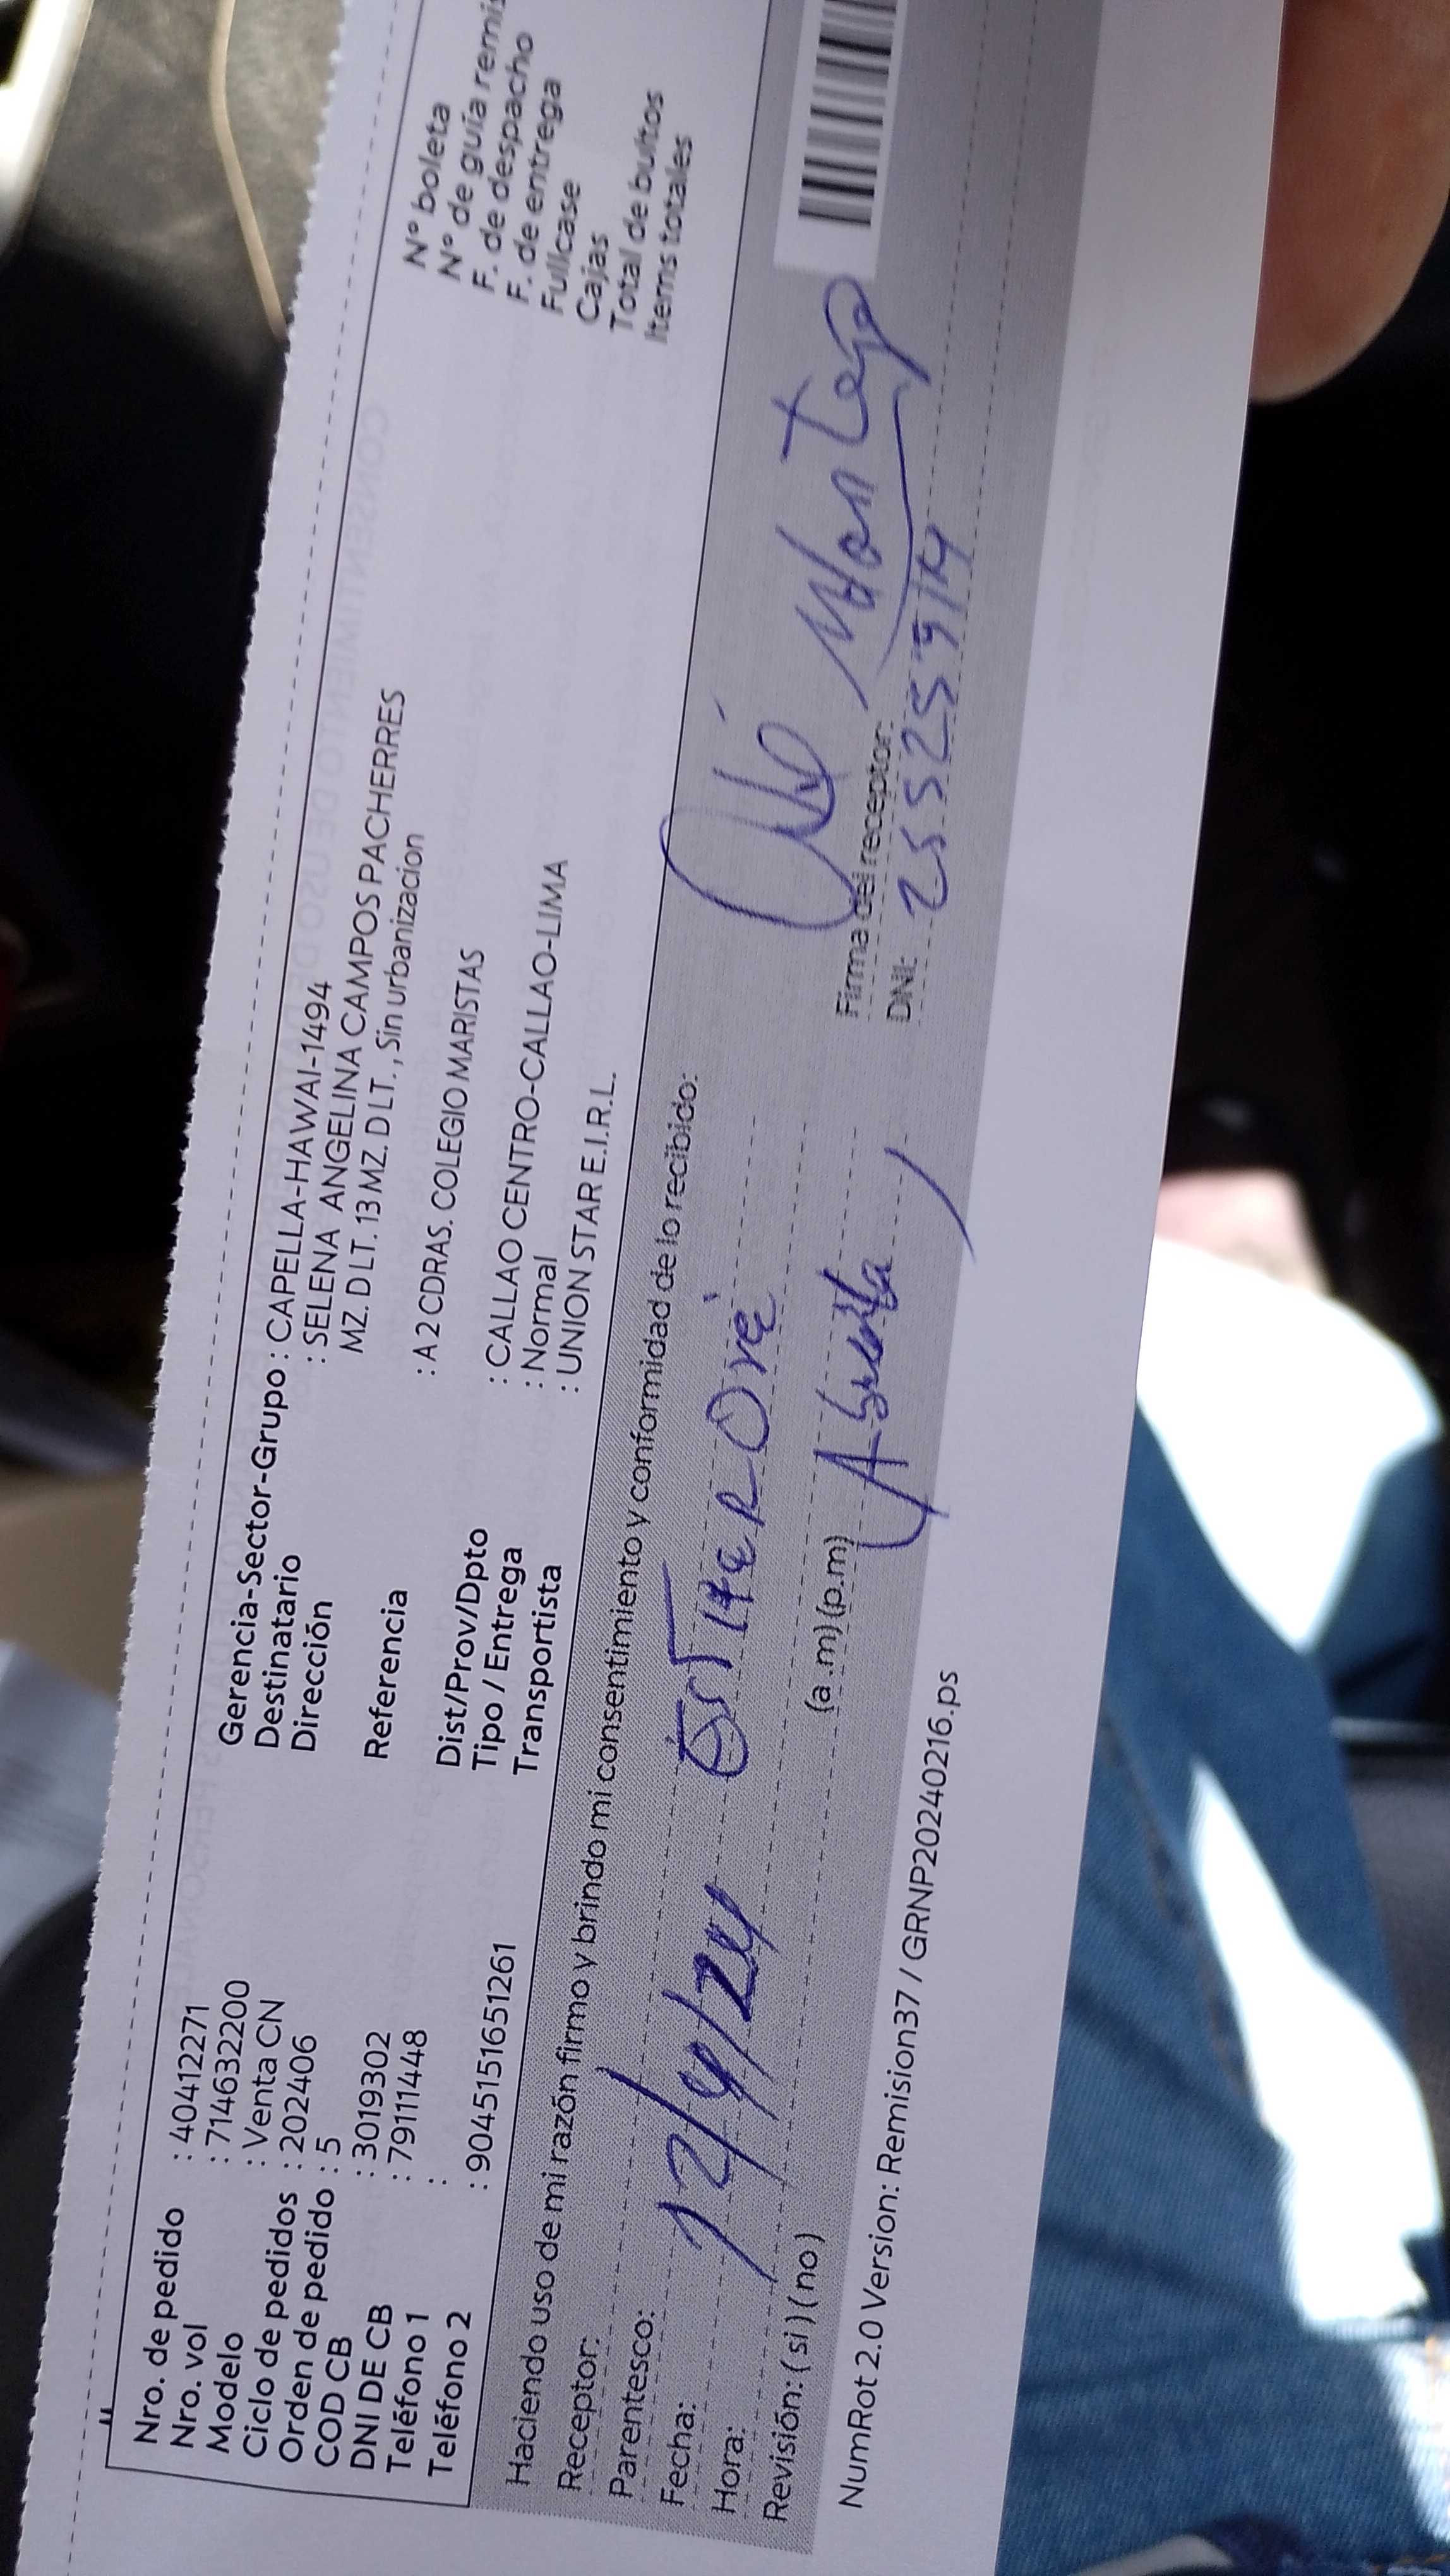 Nro. de pedido : 40412271
Nro. vol : 714632200
Modelo : Venta CN
Ciclo de pedidos : 202406
Orden de pedido : 5
COD CB : 3019302
DNI DE CB : 79111448
Teléfono 1 :
Teléfono 2 : 904515165126­1
Gerencia-Sector-Grupo : CAPELLA-HAWAI-1494
Destinatario : SELENA ANGELINA CAMPOS PACHERRES
Dirección MZ. D LT. 13 MZ. D LT. , Sin urbanizacion
Referencia : A 2 CDRAS. COLEGIO MARISTAS
Dist/Prov/Dpto : CALLAO CENTRO-CALLAO-LIMA
Tipo / Entrega : Normal
Transportista : UNION STAR E.I.R.L.
N° boleta
N° de guía remis
F. de despacho
F. de entrega
Fullcase
Cajas
Total de bultos
Items totales
Haciendo uso de mi razón firmo y brindo mi consentimiento y conformidad de lo recibido:
Receptor:
Parentesco:
Fecha: 12/4/24 EsTHER Oré
Hora: (a .m) (p.m)
Revisión: ( si ) ( no )
Firma del receptor:
DNI: 25525914
NumRot 2.0 Version: Remision37 / GRNP20240216.ps